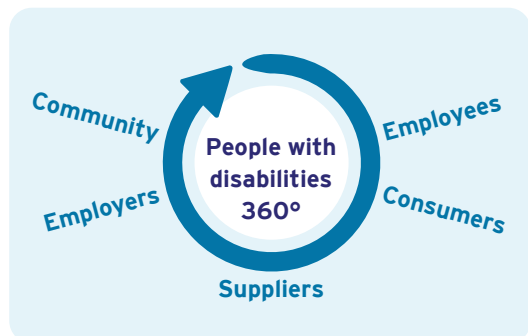 People with
disabilities
360°
Employees
Consumers
Suppliers
Employers
Community